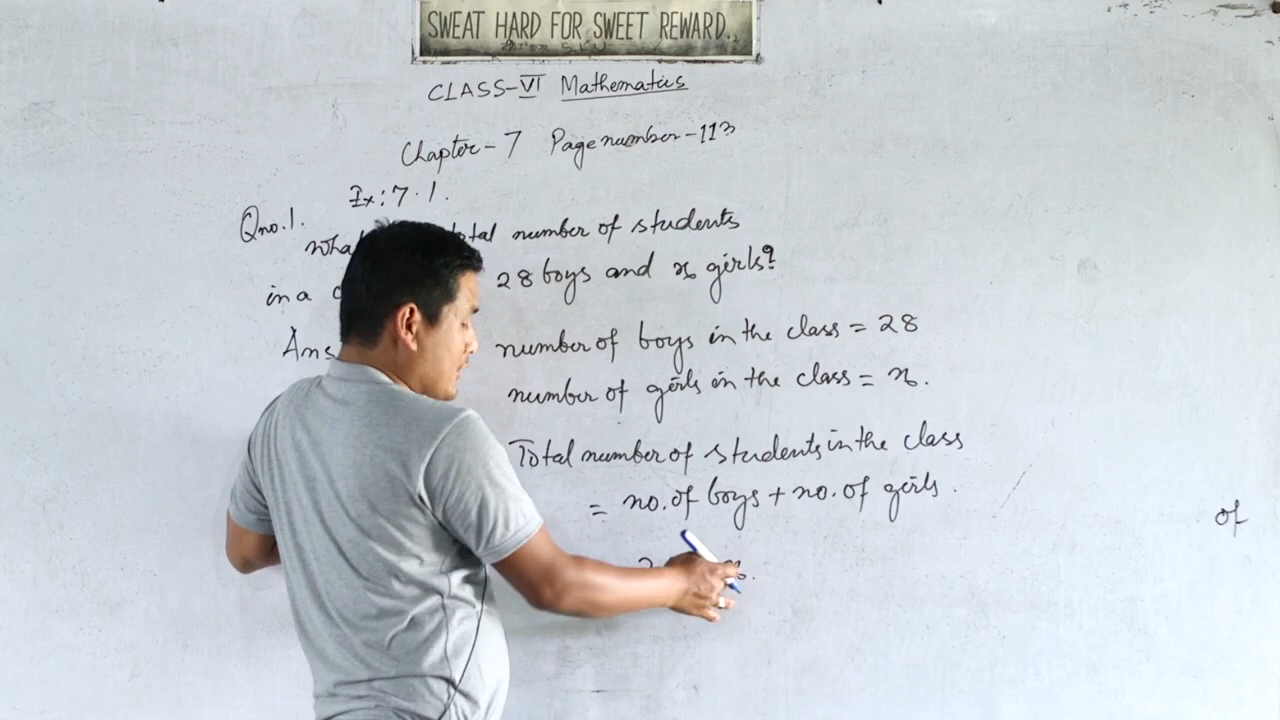 SWEAT HARD FOR SWEET REWARD.
CLASS-VI Mathematics
Chapter-7 Page number-113
Ex:7.1.
Qno.1.
number of students
in a 28 boys and x girls?
Ans number of boys in the class = 28
number of girls in the class = x.
Total number of students in the class
= no. of boys + no. of girls.
of